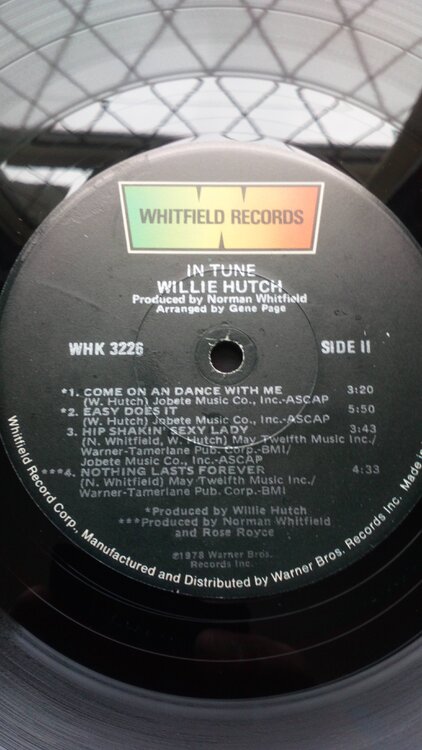 WHITFIELD RECORDS
IN TUNE
WILLIE HUTCH
Produced by Norman Whitfield
Arranged by Gene Page
WHK 3226
SIDE II
*1. COME ON AN DANCE WITH ME 3:20
(W. Hutch) Jobete Music Co., Inc.-ASCAP
*2. EASY DOES IT 5:50
(W. Hutch) Jobete Music Co., Inc.-ASCAP
3. HIP SHAKIN' SEXY LADY 3:43
(N. Whitfield, W. Hutch) May Twelfth Music Inc./
Warner-Tamerlane Pub. Corp.-BMI/
Jobete Music Co., Inc.-ASCAP
***4. NOTHING LASTS FOREVER 4:33
(N. Whitfield) May Twelfth Music Inc./
Warner-Tamerlane Pub. Corp.-BMI
*Produced by Willie Hutch
***Produced by Norman Whitfield
and Rose Royce
℗1978 Warner Bros.
Records Inc.
Whitfield Record Corp., Manufactured and Distributed by Warner Bros. Records Inc. Made in